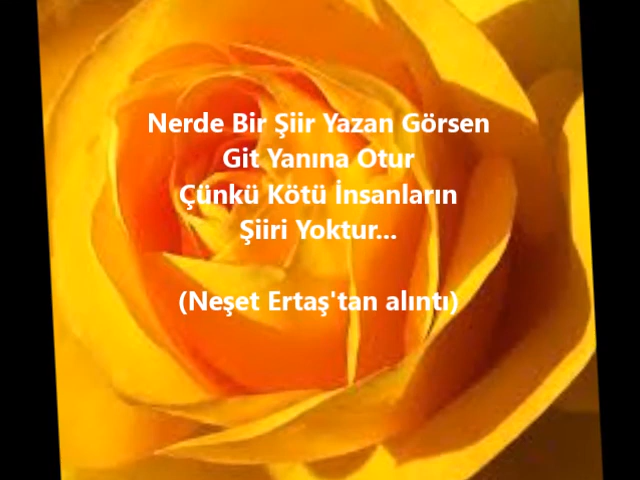 Nerde Bir Şiir Yazan Görsen
Git Yanına Otur
Çünkü Kötü İnsanların
Şiiri Yoktur...
(Neşet Ertaş'tan alıntı)